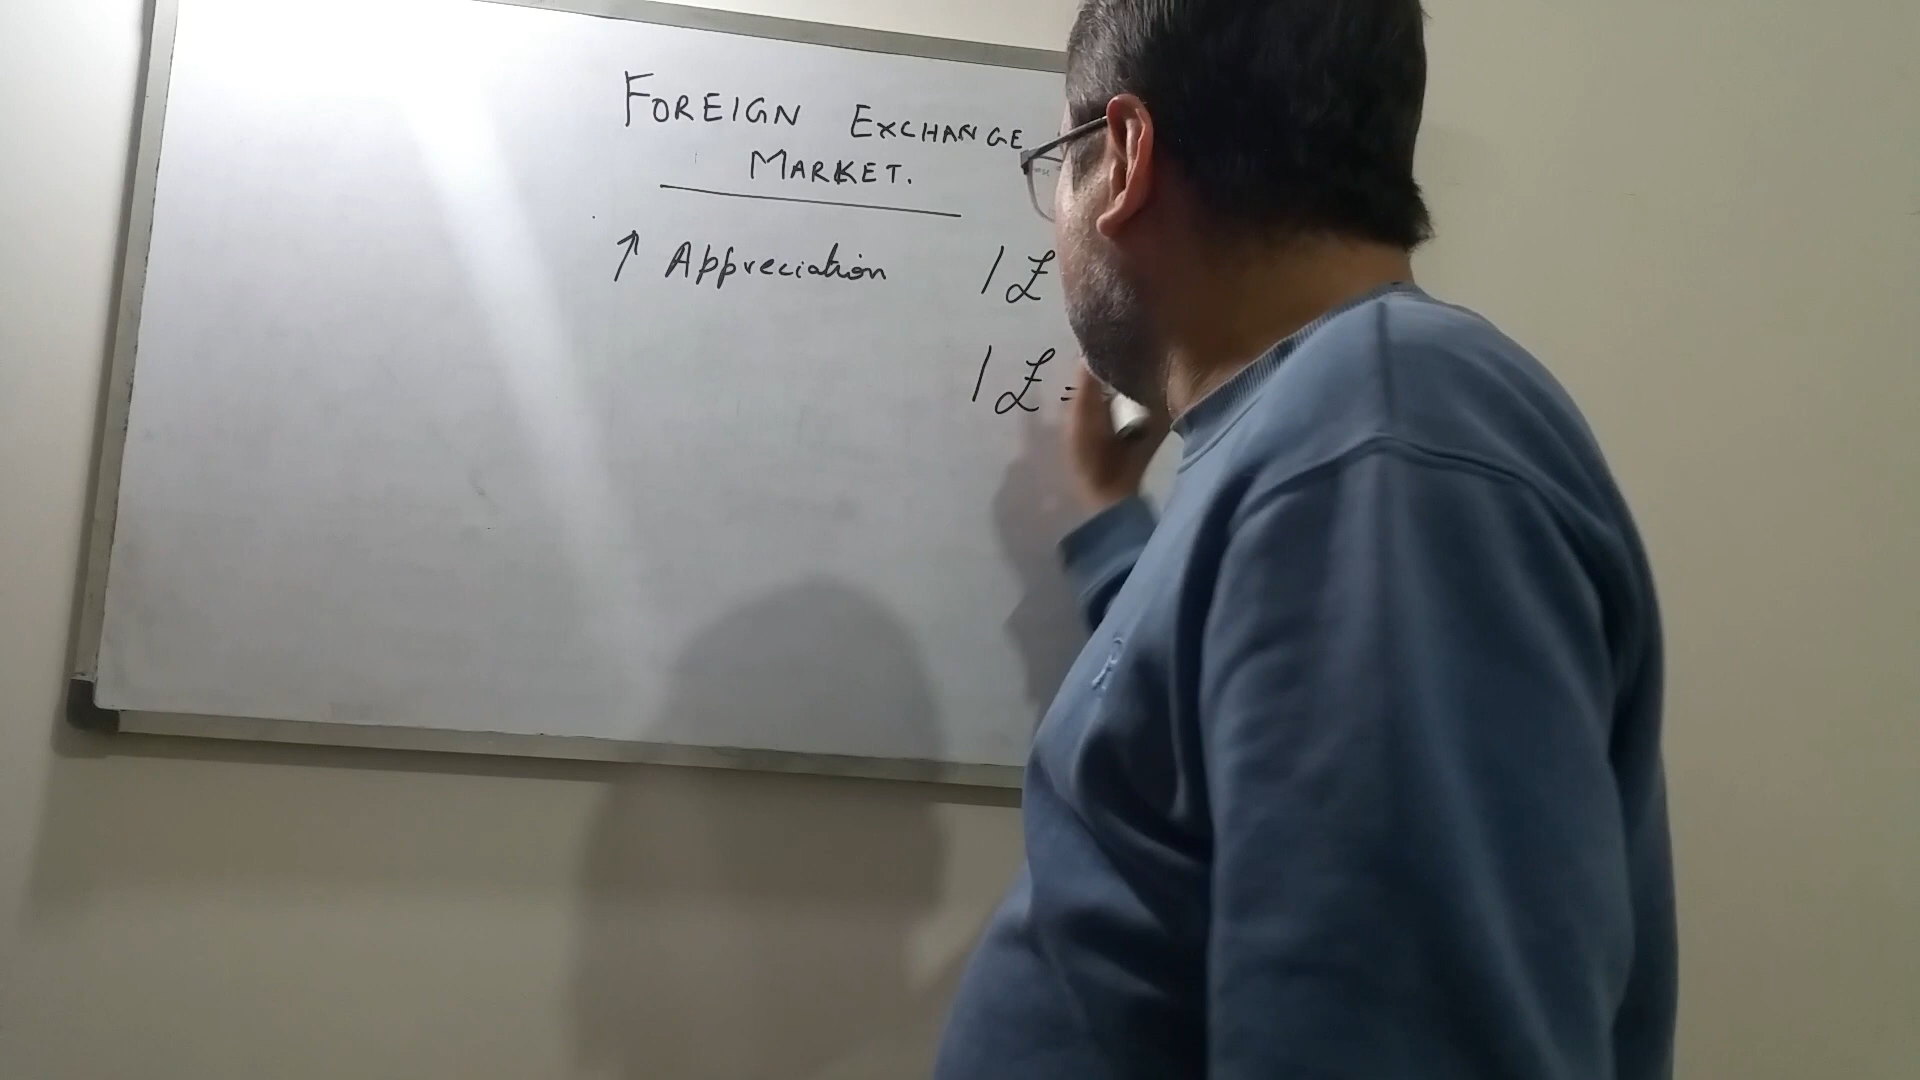 FOREIGN EXCHANGE
MARKET.
↑ Appreciation 1£
1£ =